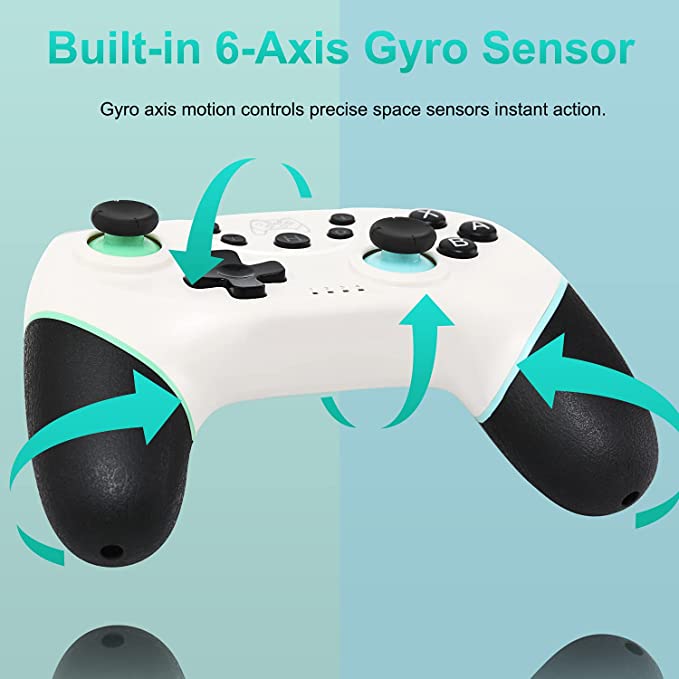 Built-in 6-Axis Gyro Sensor
Gyro axis motion controls precise space sensors instant action.
X
A
B